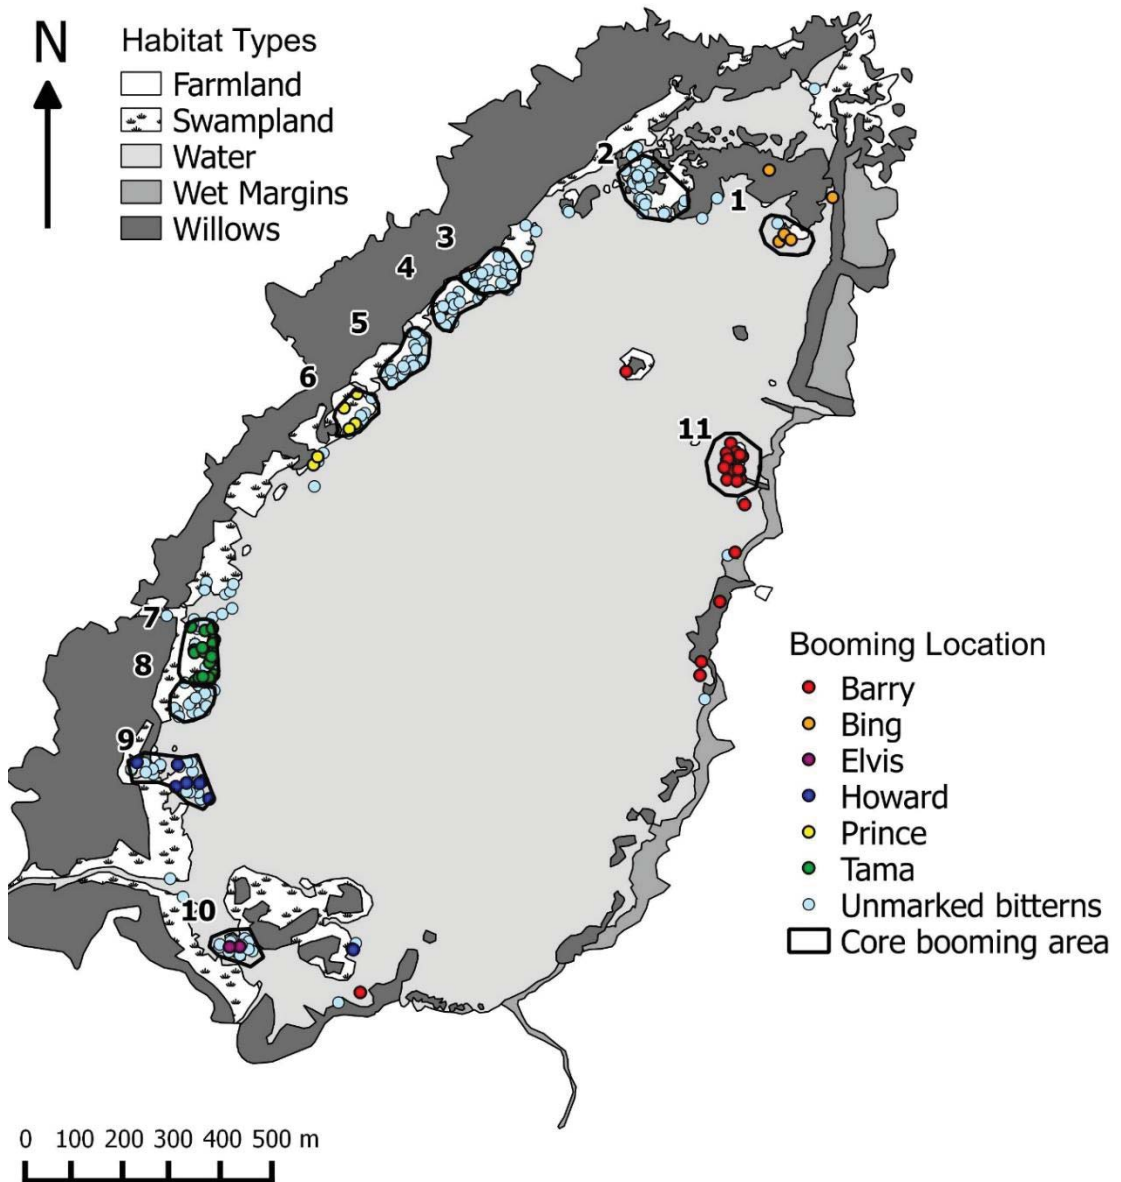 N
Habitat Types
Farmland
Swampland
Water
Wet Margins
Willows
2
1
3
4
5
6
11
7
8
9
10
Booming Location
Barry
Bing
Elvis
Howard
Prince
Tama
Unmarked bitterns
Core booming area
0 100 200 300 400 500 m